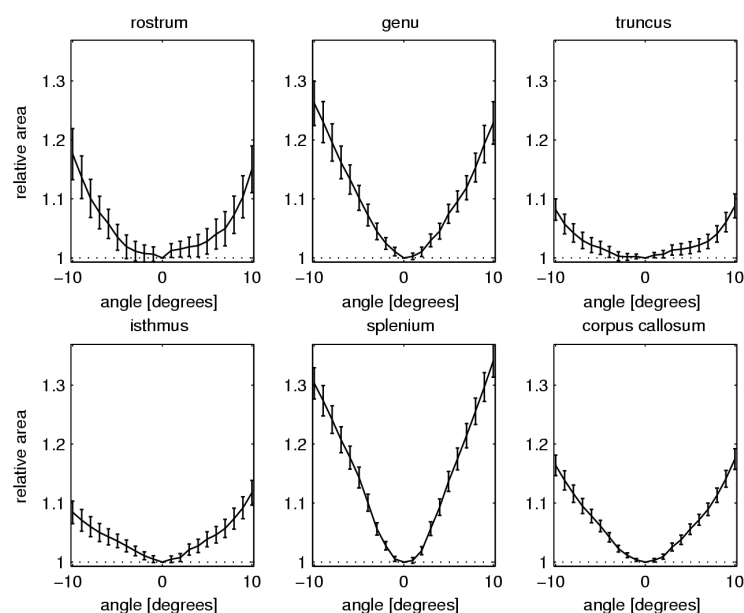 rostrum genu truncus
1.3 1.3 1.3
1.2 1.2 1.2
relative area
1.1 1.1 1.1
1 1 1
−10 0 10 −10 0 10 −10 0 10
angle [degrees] angle [degrees] angle [degrees]
isthmus splenium corpus callosum
1.3 1.3 1.3
1.2 1.2 1.2
relative area
1.1 1.1 1.1
1 1 1
−10 0 10 −10 0 10 −10 0 10
angle [degrees] angle [degrees] angle [degrees]